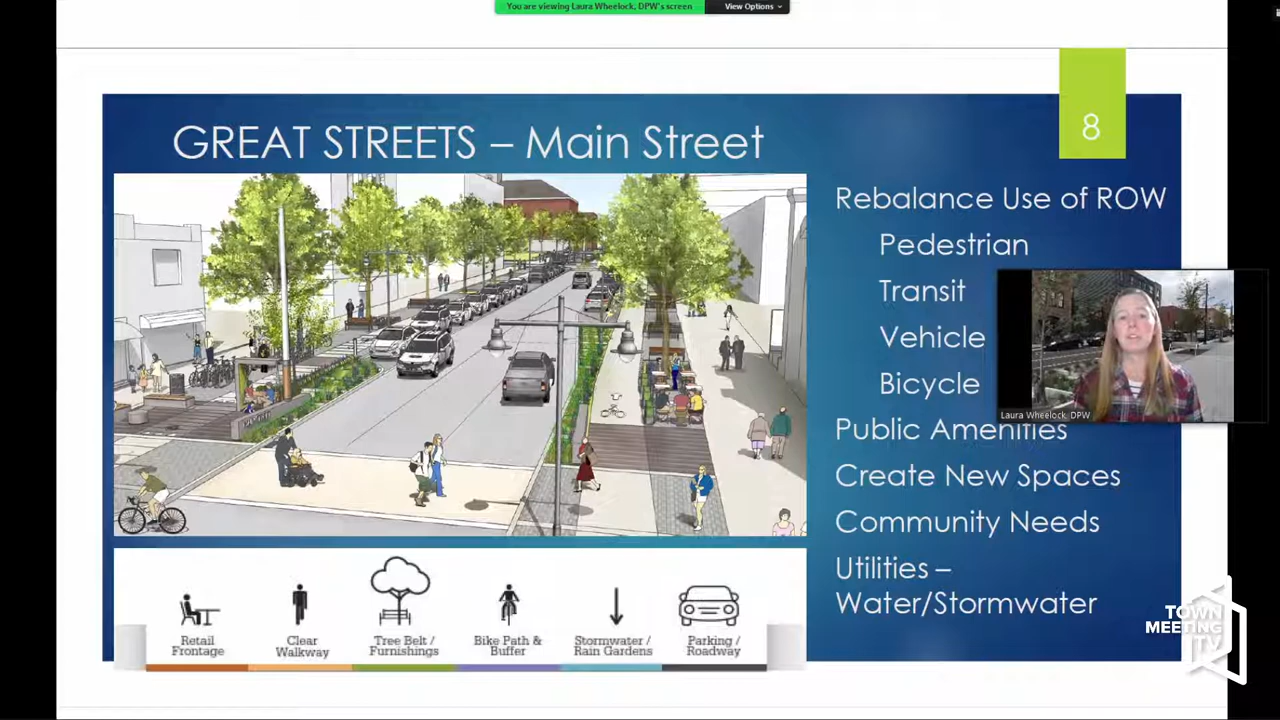 You are viewing Laura Wheelock, DPW's screen
View Options
8
GREAT STREETS – Main Street
Rebalance Use of ROW
Pedestrian
Transit
Vehicle
Bicycle
Public Amenities
Create New Spaces
Community Needs
Utilities –
Water/Stormwater
Laura Wheelock, DPW
Retail
Frontage
Clear
Walkway
Tree Belt /
Furnishings
Bike Path &
Buffer
Stormwater /
Rain Gardens
Parking /
Roadway
TOWN
MEETING
TV